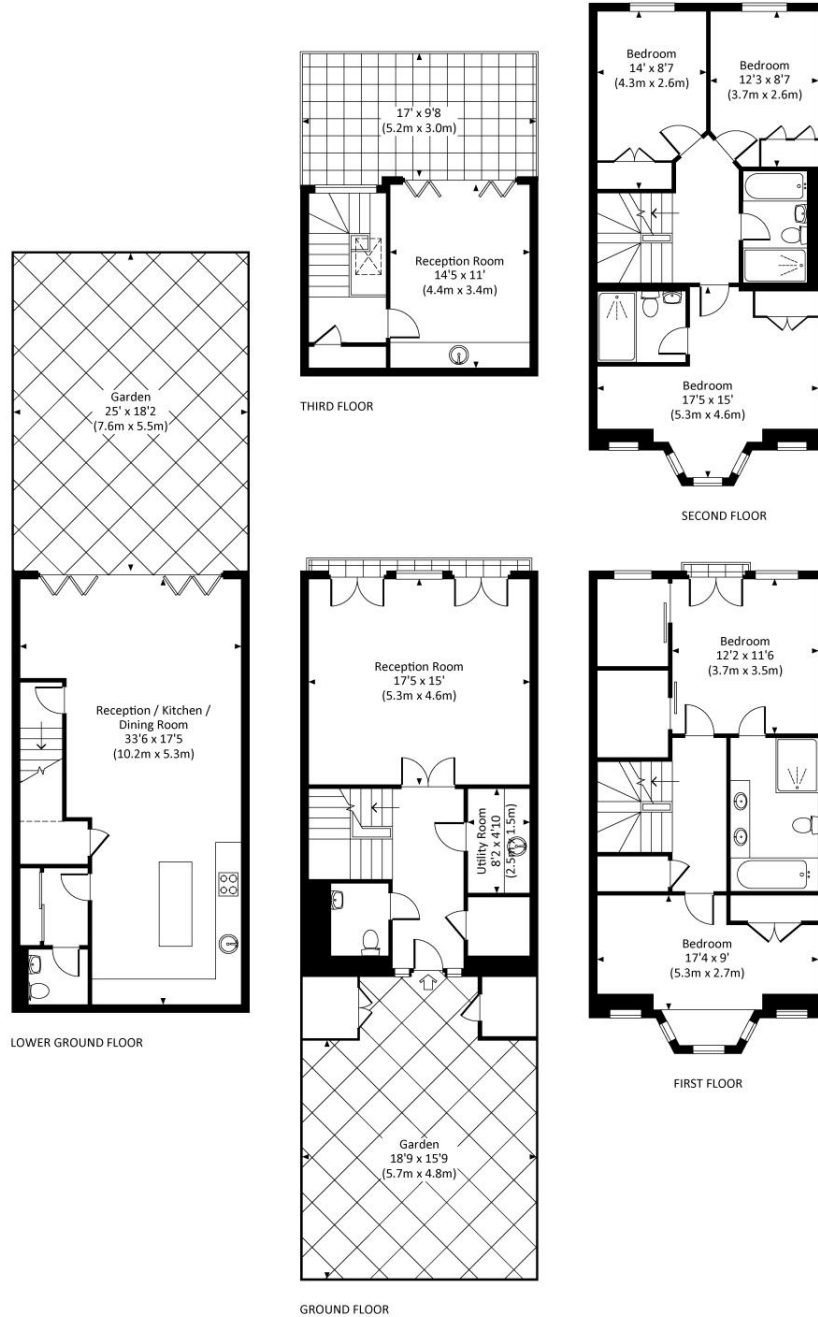 Bedroom
14' x 8'7
(4.3m x 2.6m)
Bedroom
12'3 x 8'7
(3.7m x 2.6m)
17' x 9'8
(5.2m x 3.0m)
Reception Room
14'5 x 11'
(4.4m x 3.4m)
THIRD FLOOR
Bedroom
17'5 x 15'
(5.3m x 4.6m)
SECOND FLOOR
Garden
25' x 18'2
(7.6m x 5.5m)
Reception / Kitchen /
Dining Room
33'6 x 17'5
(10.2m x 5.3m)
LOWER GROUND FLOOR
Reception Room
17'5 x 15'
(5.3m x 4.6m)
Utility Room
8'2 x 4'10
(2.5m x 1.5m)
Garden
18'9 x 15'9
(5.7m x 4.8m)
GROUND FLOOR
Bedroom
12'2 x 11'6
(3.7m x 3.5m)
Bedroom
17'4 x 9'
(5.3m x 2.7m)
FIRST FLOOR